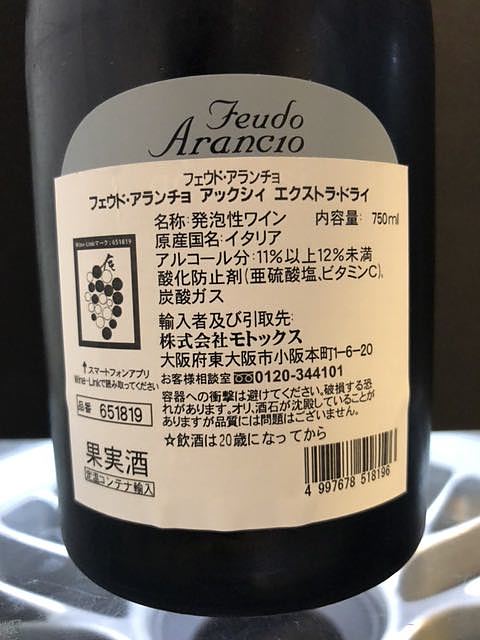 Feudo
Arancio
フェウド・アランチョ
フェウド・アランチョ アックシィ エクストラ・ドライ
名称:発泡性ワイン 内容量: 750ml
原産国名:イタリア
アルコール分:11%以上12%未満
酸化防止剤(亜硫酸塩、ビタミンC)、
炭酸ガス
輸入者及び引取先:
株式会社モトックス
大阪府東大阪市小阪本町1-6-20
お客様相談室 0120-344101
容器への衝撃は避けてください。破損する恐
れがあります。オリ、酒石が沈殿していることが
ありますが品質には問題はございません。
☆飲酒は20歳になってから
Wine-Linkマーク:651819
↑スマートフォンアプリ
Wine-Linkで読み取ってください
品番 651819
果実酒
定温コンテナ輸入
4 997678 518196